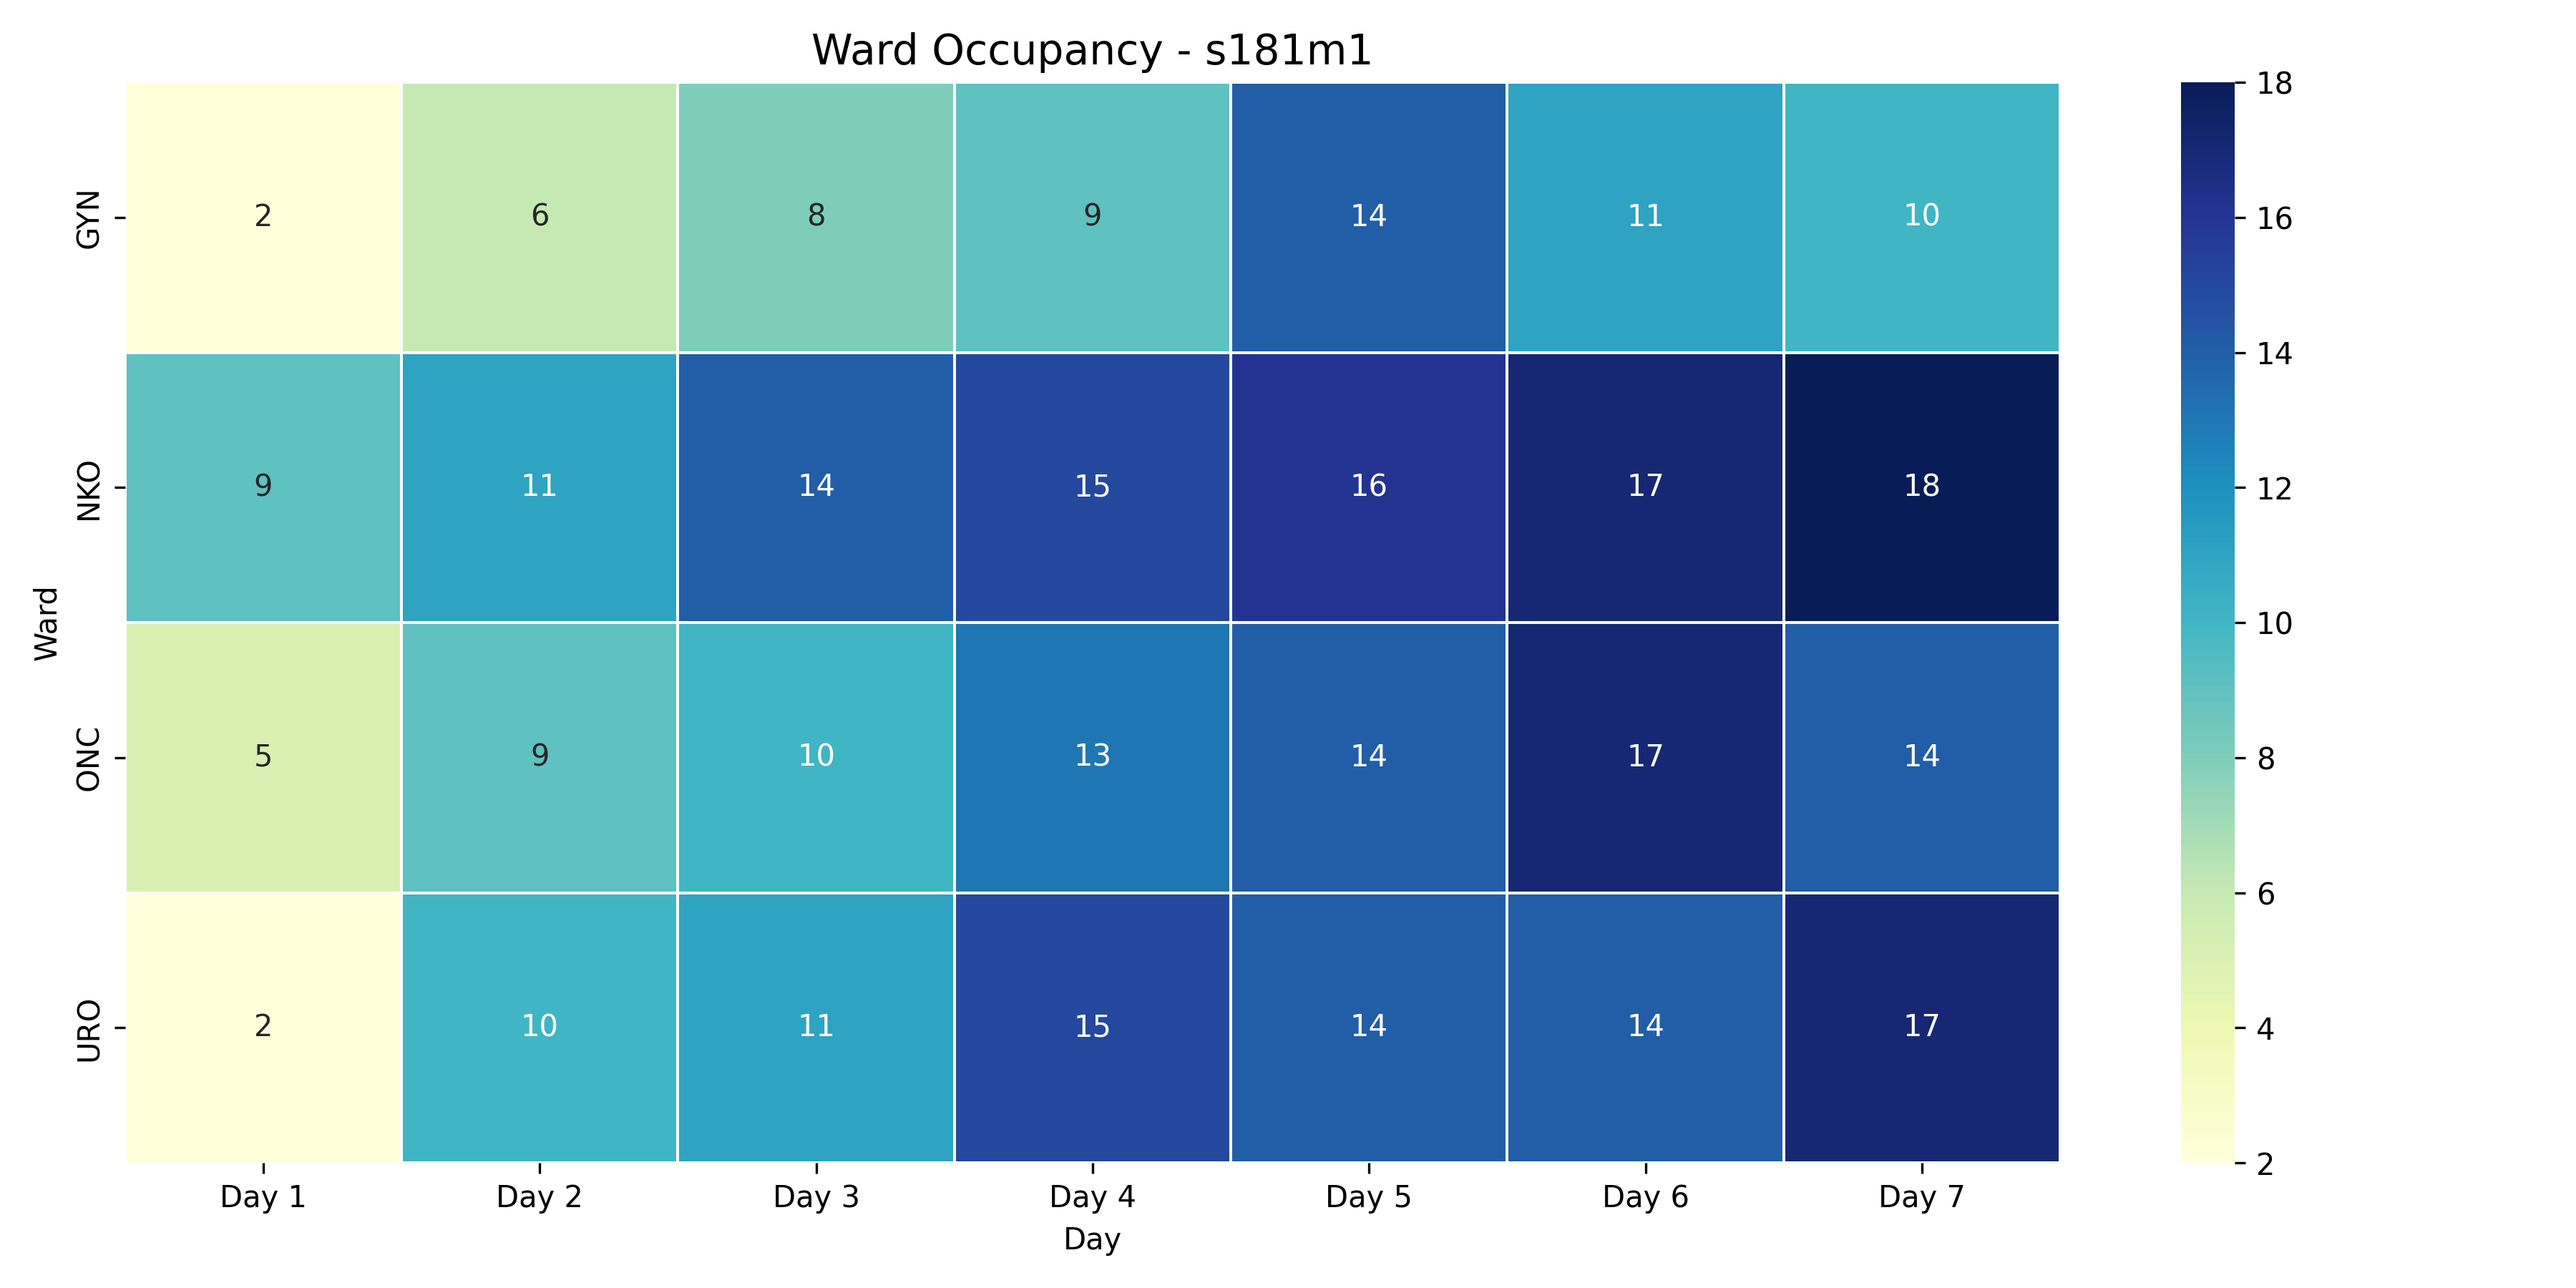 Ward Occupancy - s181m1
Ward
GYN 2 6 8 9 14 11 10
NKO 9 11 14 15 16 17 18
ONC 5 9 10 13 14 17 14
URO 2 10 11 15 14 14 17
Day 1 Day 2 Day 3 Day 4 Day 5 Day 6 Day 7
Day
18
16
14
12
10
8
6
4
2